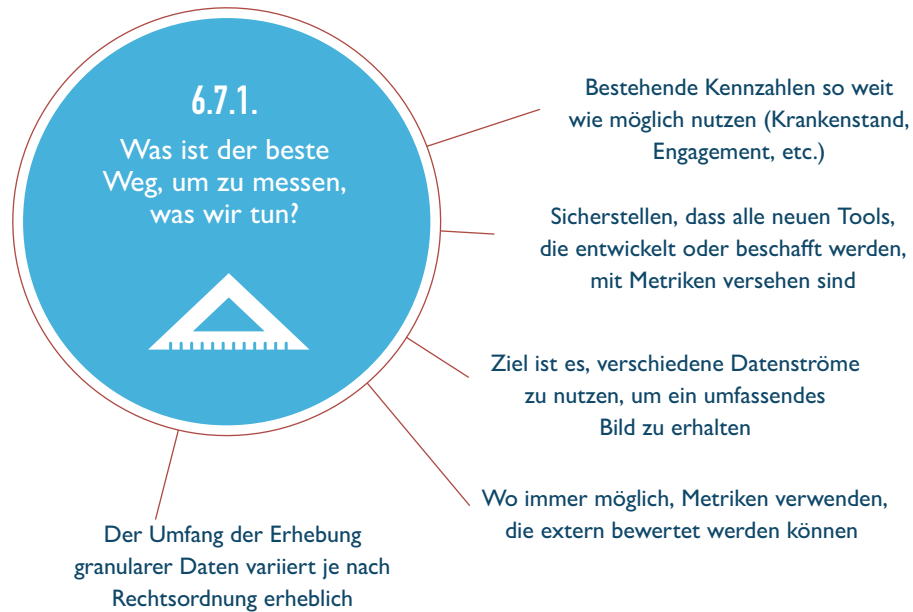 6.7.1.
Was ist der beste
Weg, um zu messen,
was wir tun?
Bestehende Kennzahlen so weit
wie möglich nutzen (Krankenstand,
Engagement, etc.)
Sicherstellen, dass alle neuen Tools,
die entwickelt oder beschafft werden,
mit Metriken versehen sind
Ziel ist es, verschiedene Datenströme
zu nutzen, um ein umfassendes
Bild zu erhalten
Wo immer möglich, Metriken verwenden,
die extern bewertet werden können
Der Umfang der Erhebung
granularer Daten variiert je nach
Rechtsordnung erheblich